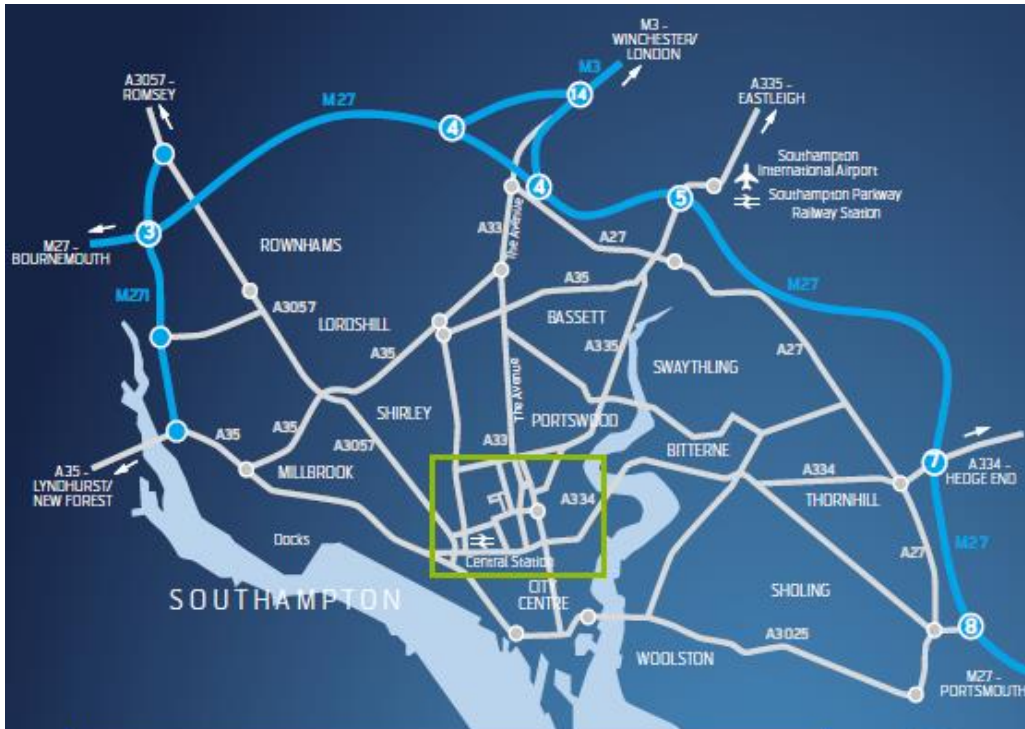 M3 -
WINCHESTER/
LONDON
M3
14
A3057 -
ROMSEY
M27
4
A335 -
EASTLEIGH
Southampton
International Airport
Southampton Parkway
Railway Station
4
5
3
M27 -
BOURNEMOUTH
ROWNHAMS
A33
The Avenue
A27
M27
M271
A3057
A35
LORDSHILL
BASSETT
A35
A335
A27
SWAYTHLING
SHIRLEY
The Avenue
PORTSWOOD
A35
A35
A3057
A33
BITTERNE
A35 -
LYNDHURST/
NEW FOREST
MILLBROOK
A334
7
A334 -
HEDGE END
A334
THORNHILL
Docks
Central Station
A27
M27
SOUTHAMPTON
CITY
CENTRE
SHOLING
A3025
8
WOOLSTON
M27 -
PORTSMOUTH